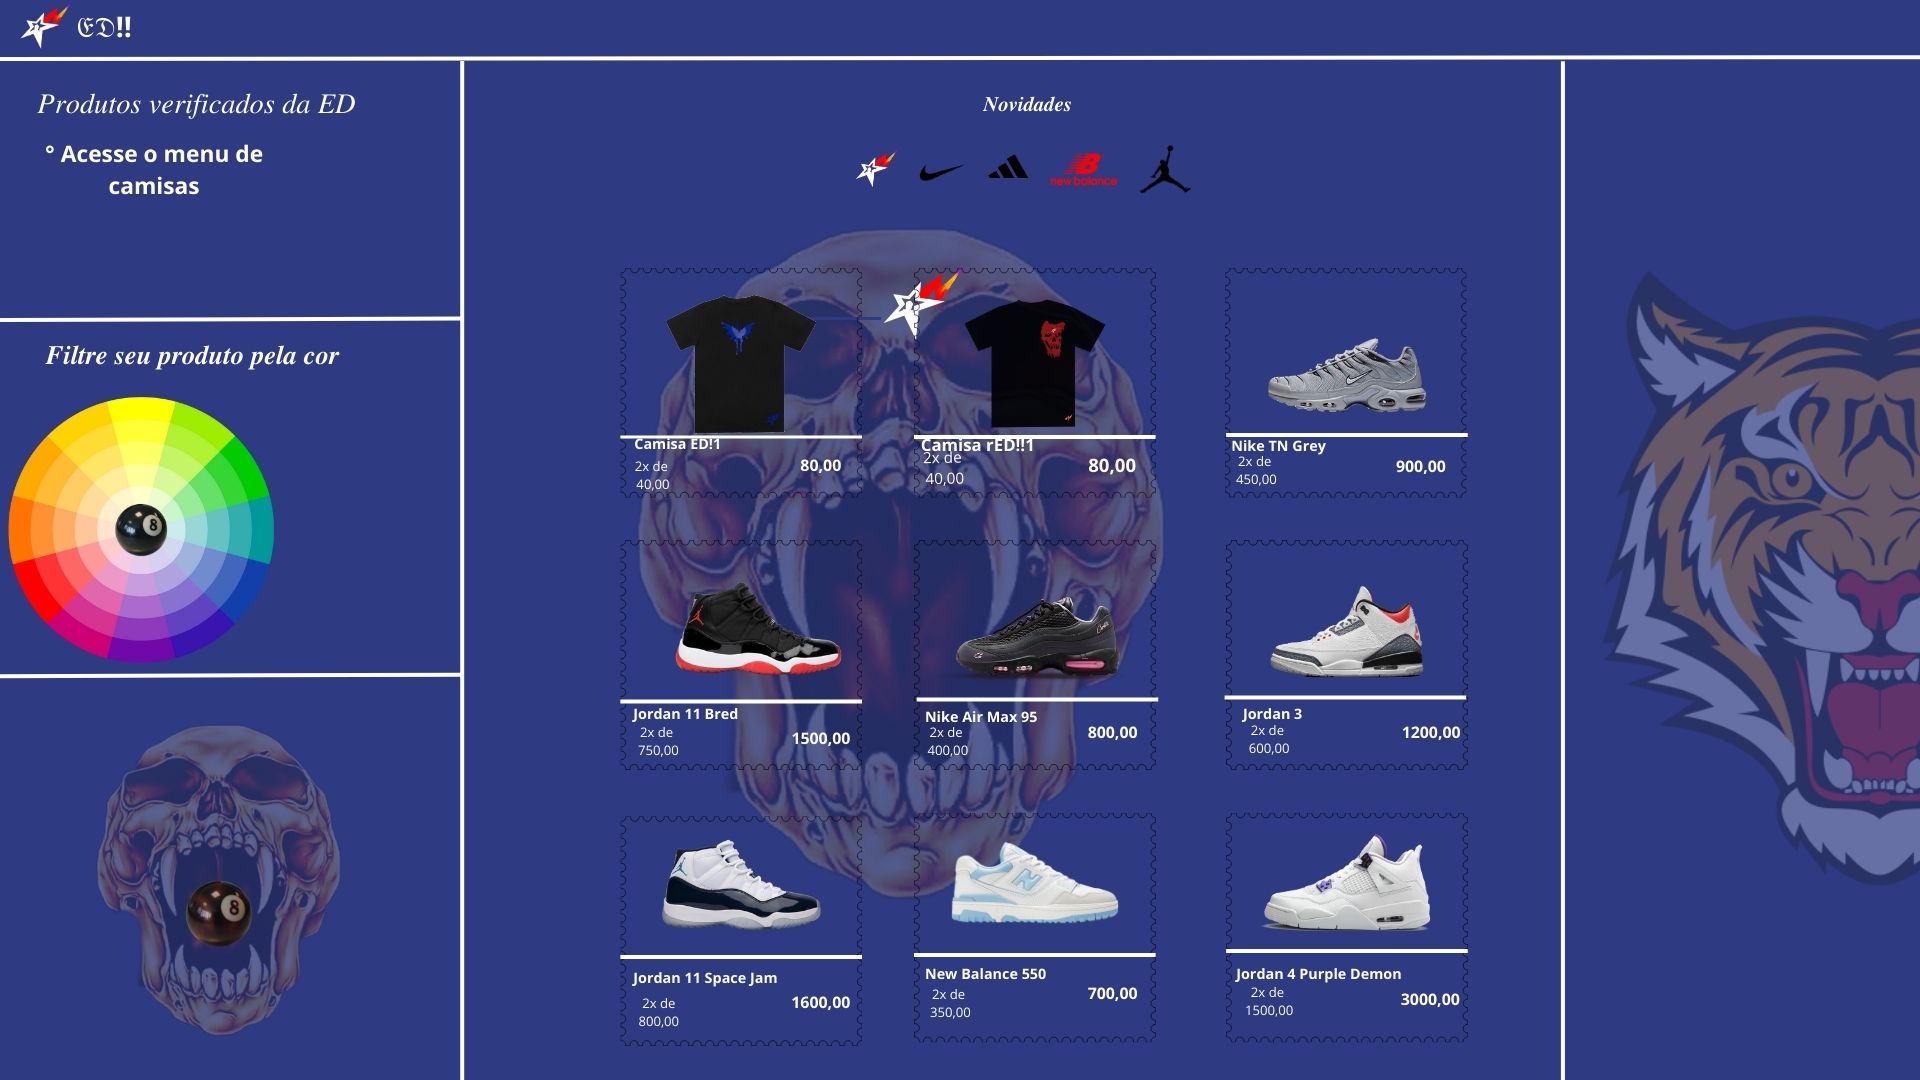 ℭ𝔇!!
Produtos verificados da ED
° Acesse o menu de
camisas
Filtre seu produto pela cor
8
8
Novidades
new balance
Camisa ED!1
2x de
40,00
80,00
Camisa rED!!1
2x de
40,00
80,00
Nike TN Grey
2x de
450,00
900,00
Jordan 11 Bred
2x de
750,00
1500,00
Nike Air Max 95
2x de
400,00
800,00
Jordan 3
2x de
600,00
1200,00
Jordan 11 Space Jam
2x de
800,00
1600,00
New Balance 550
2x de
350,00
700,00
Jordan 4 Purple Demon
2x de
1500,00
3000,00